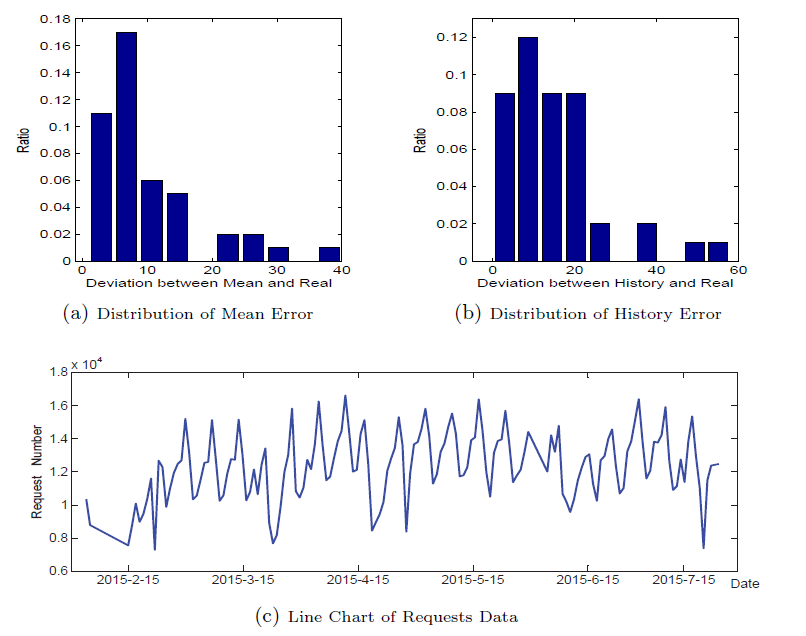 0.18
0.16
0.14
0.12
0.1
0.08
0.06
0.04
0.02
0
Ratio
0 10 20 30 40
Deviation between Mean and Real
(a) Distribution of Mean Error
0.12
0.1
0.08
0.06
0.04
0.02
0
Ratio
0 20 40 60
Deviation between History and Real
(b) Distribution of History Error
x 10⁴
1.8
1.6
1.4
1.2
1
0.8
0.6
Request Number
2015-2-15 2015-3-15 2015-4-15 2015-5-15 2015-6-15 2015-7-15
Date
(c) Line Chart of Requests Data